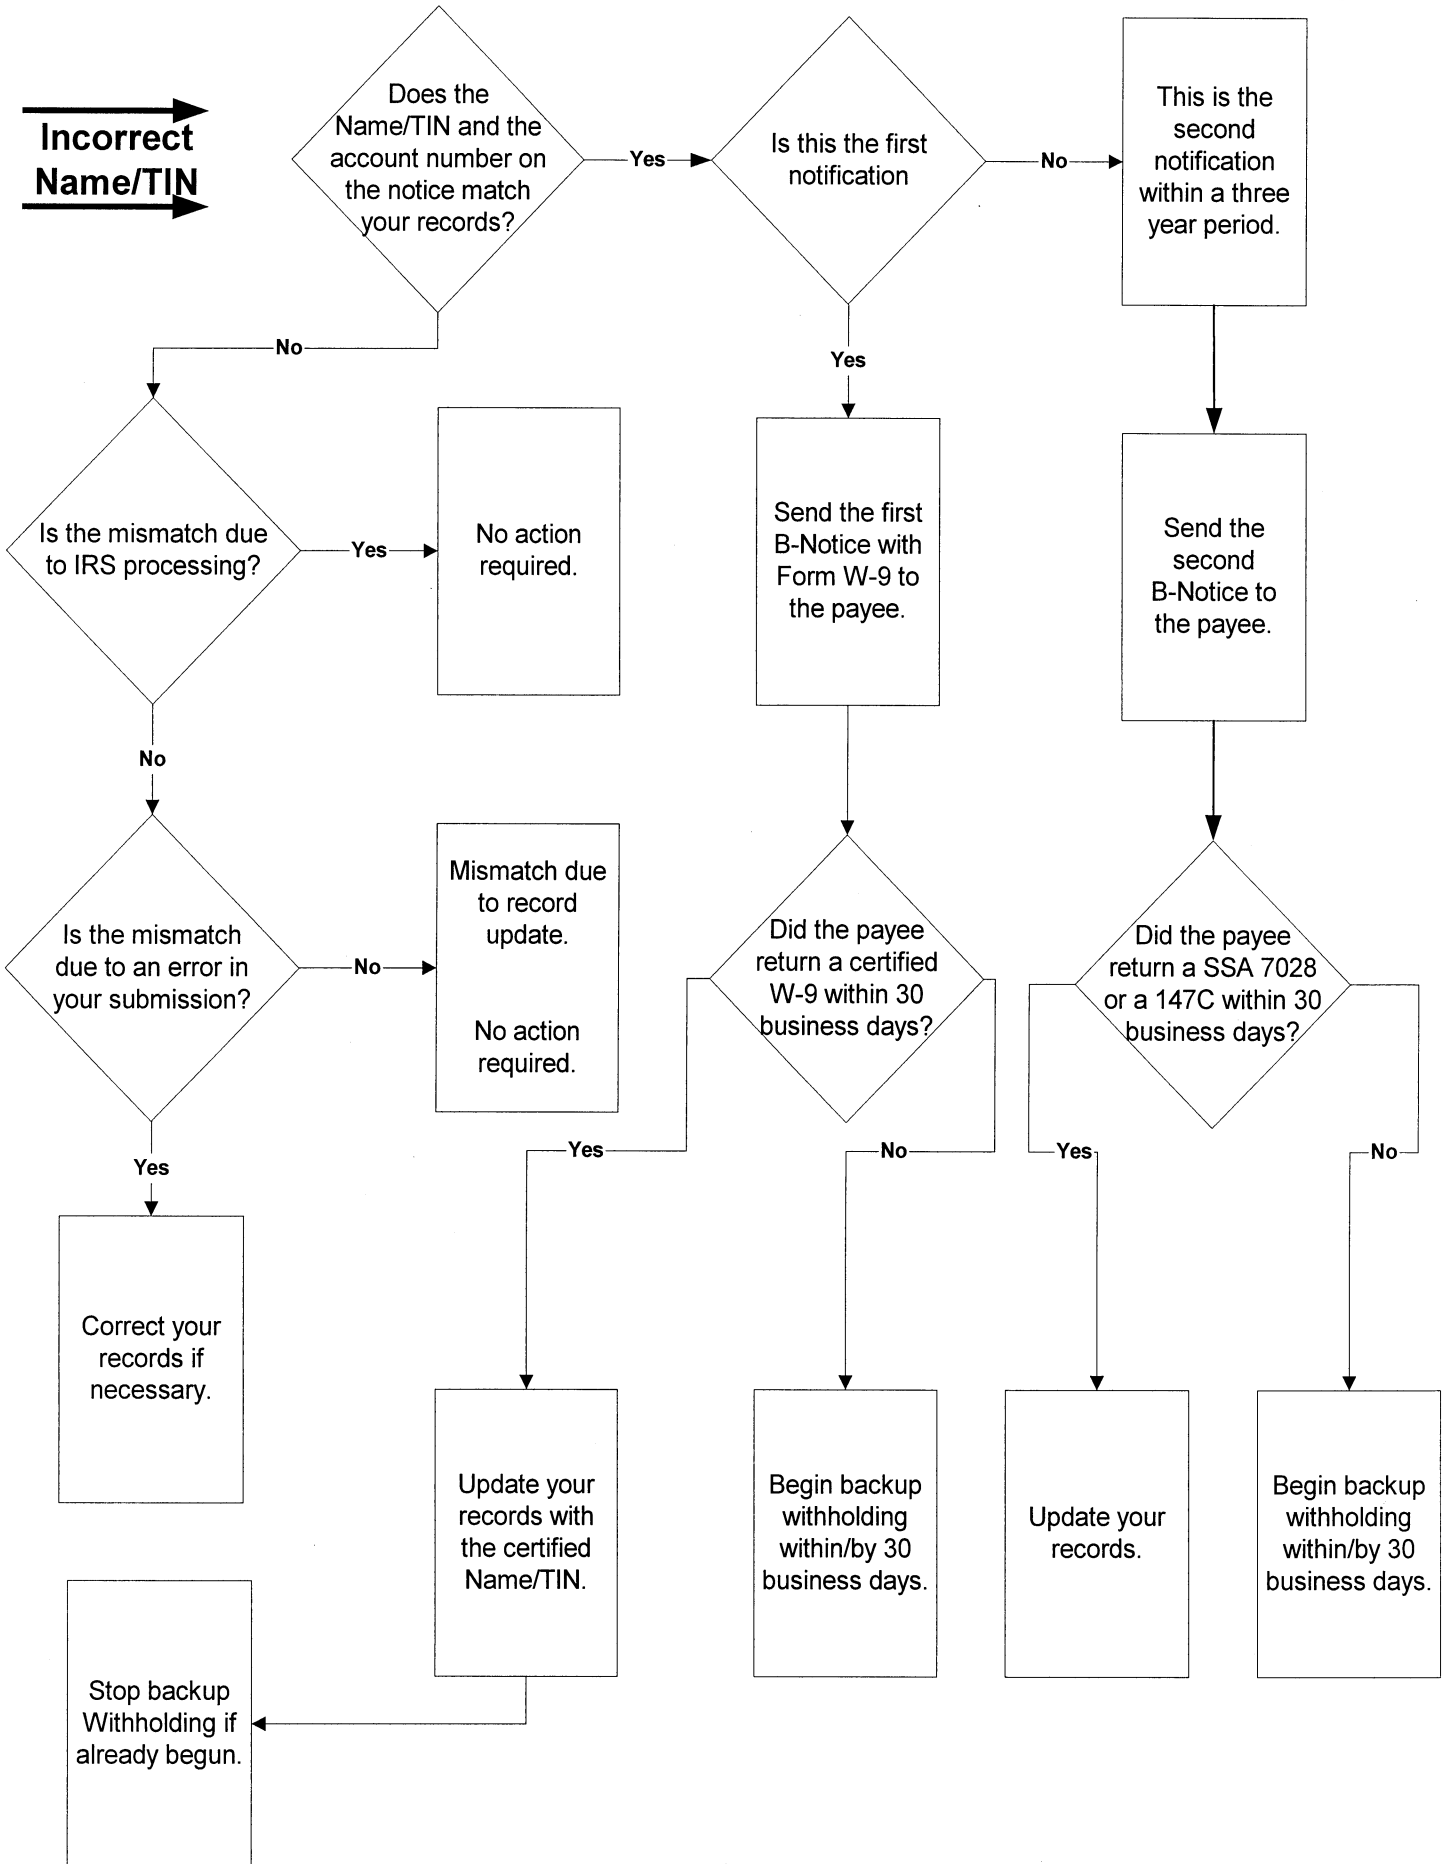 Incorrect
Name/TIN
Does the
Name/TIN and the
account number on
the notice match
your records?
Yes
Is this the first
notification
No
This is the
second
notification
within a three
year period.
No
Yes
Is the mismatch due
to IRS processing?
Yes
No action
required.
Send the first
B-Notice with
Form W-9 to
the payee.
Send the
second
B-Notice to
the payee.
No
Is the mismatch
due to an error in
your submission?
No
Mismatch due
to record
update.
No action
required.
Did the payee
return a certified
W-9 within 30
business days?
Did the payee
return a SSA 7028
or a 147C within 30
business days?
Yes
Yes
No
Yes
No
Correct your
records if
necessary.
Update your
records with
the certified
Name/TIN.
Begin backup
withholding
within/by 30
business days.
Update your
records.
Begin backup
withholding
within/by 30
business days.
Stop backup
Withholding if
already begun.